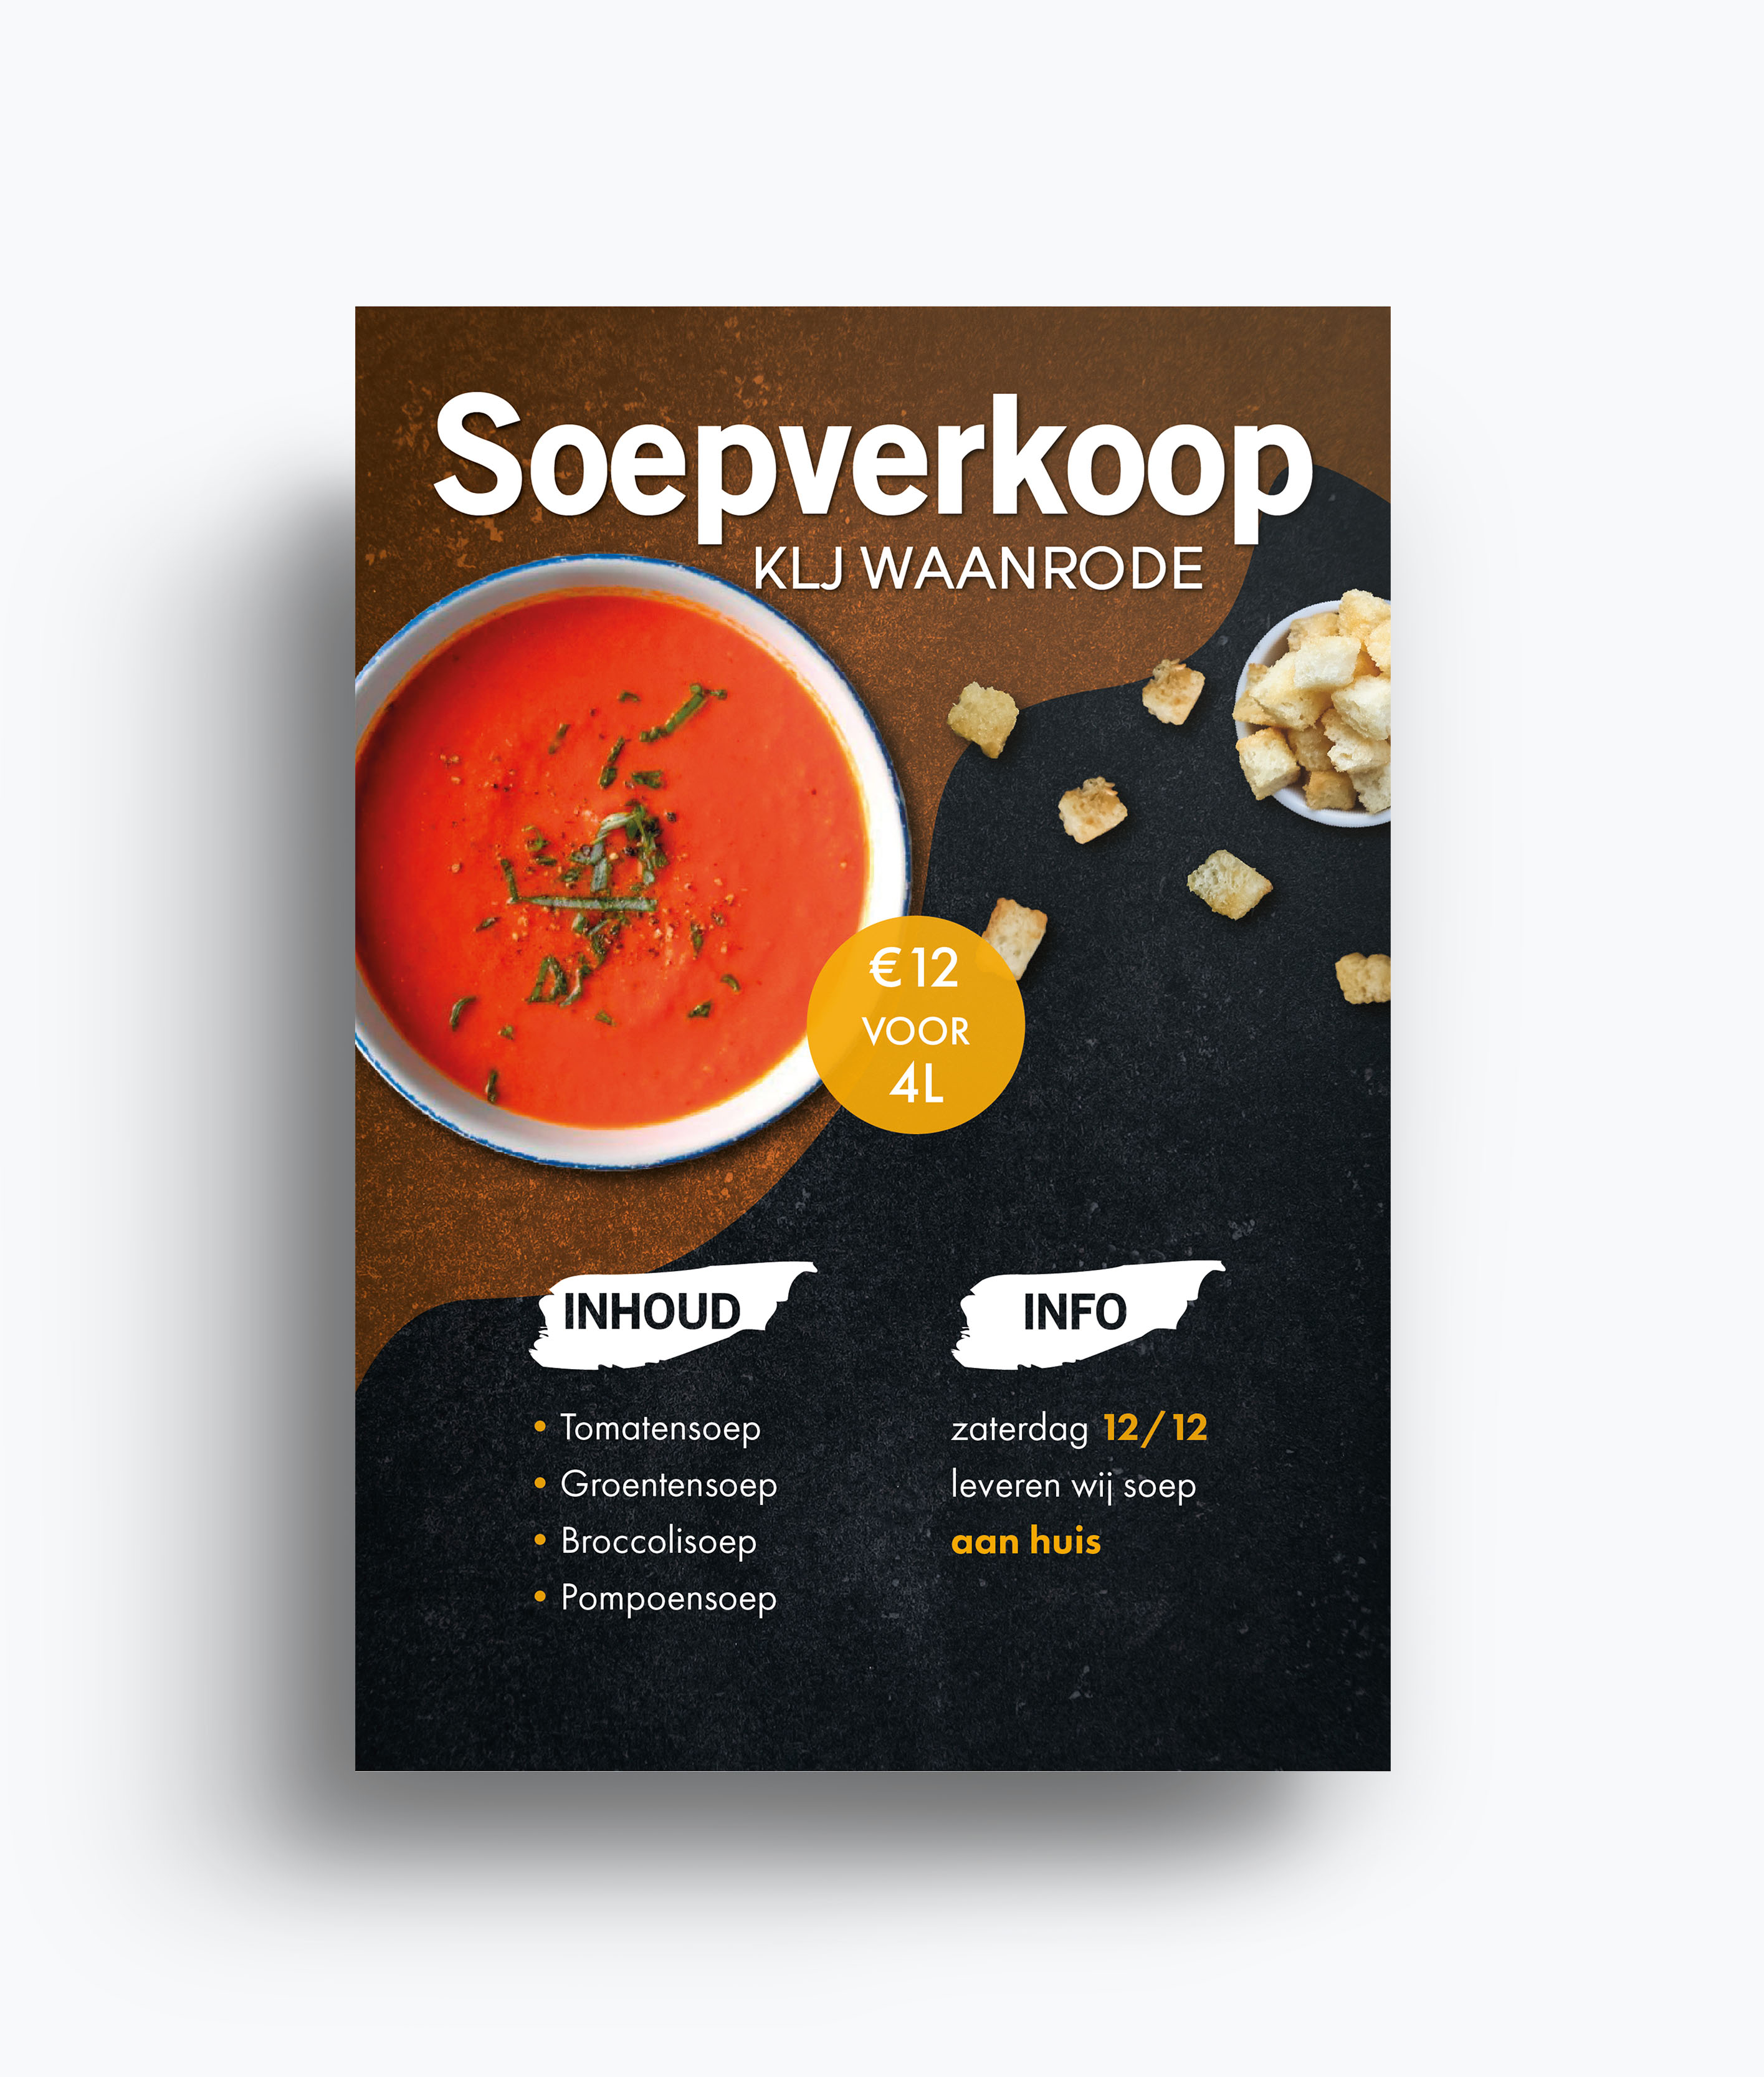 Soepverkoop
KLJ WAANRODE
€12
VOOR
4L
INHOUD
• Tomatensoep
• Groentensoep
• Broccolisoep
• Pompoensoep
INFO
zaterdag 12/12
leveren wij soep
aan huis